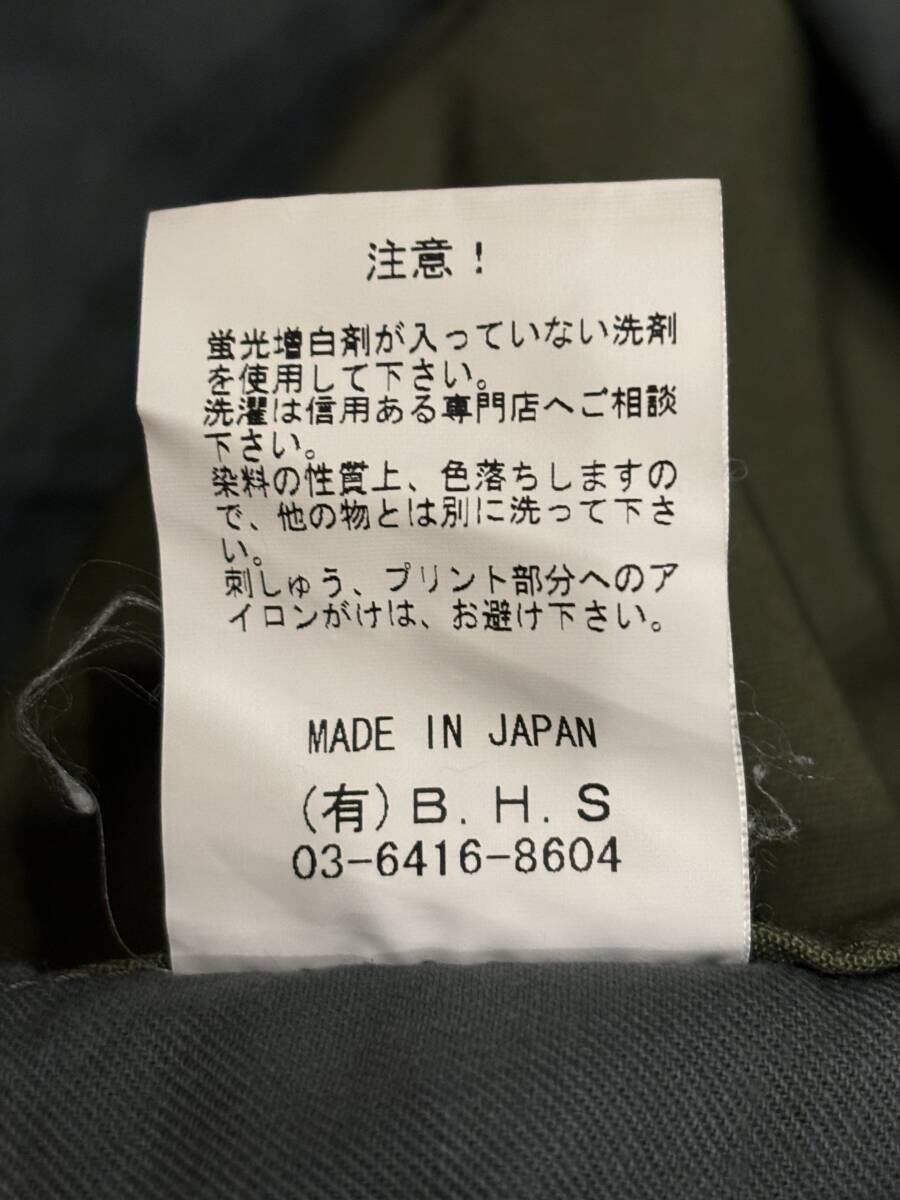 注意！
蛍光増白剤が入っていない洗剤
を使用して下さい。
洗濯は信用ある専門店へご相談
下さい。
染料の性質上、色落ちしますの
で、他の物とは別に洗って下さ
い。
刺しゅう、プリント部分へのア
イロンがけは、お避け下さい。
MADE IN JAPAN
(有)B.H.S
03-6416-8604